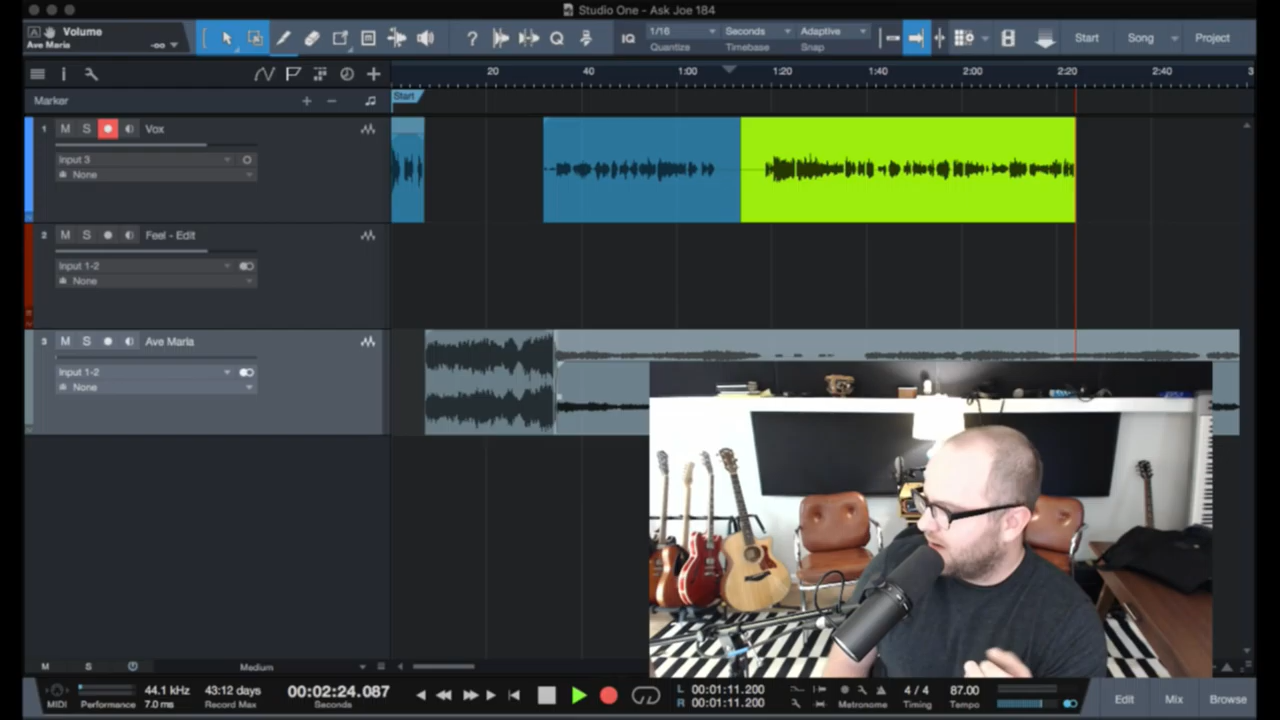 Studio One - Ask Joe 184
Volume
Ave Maria
-∞
A
?
IQ
1/16
Quantize
Seconds
Timebase
Adaptive
Snap
Start
Song
Project
20
40
1:00
1:20
1:40
2:00
2:20
2:40
3
Marker
Start
1 M S Vox
Input 3
None
2 M S Feel - Edit
Input 1-2
None
3 M S Ave Maria
Input 1-2
None
M S Medium
MIDI
Performance
44.1 kHz
7.0 ms
43:12 days
Record Max
00:02:24.087
Seconds
L 00:01:11.200
R 00:01:11.200
Metronome
4 / 4
Timing
87.00
Tempo
Edit
Mix
Browse